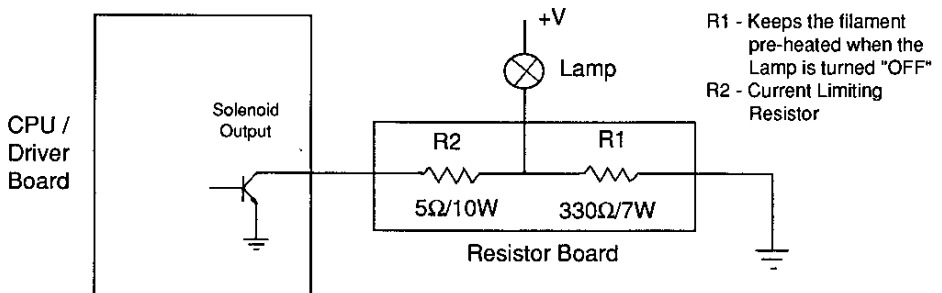 +V
R1 - Keeps the filament
pre-heated when the
Lamp is turned "OFF"
R2 - Current Limiting
Resistor
Lamp
Solenoid
Output
CPU /
Driver
Board
R2
R1
5Ω/10W
330Ω/7W
Resistor Board